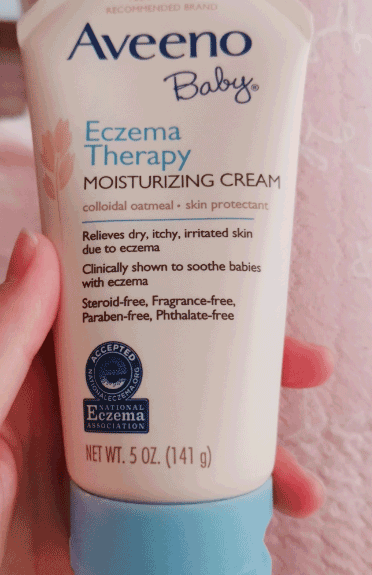 RECOMMENDED BRAND
Aveeno
Baby®
Eczema
Therapy
MOISTURIZING CREAM
colloidal oatmeal • skin protectant
Relieves dry, itchy, irritated skin
due to eczema
Clinically shown to soothe babies
with eczema
Steroid-free, Fragrance-free,
Paraben-free, Phthalate-free
ACCEPTED
NATIONALECZEMA.ORG
NATIONAL
Eczema
ASSOCIATION
NET WT. 5 OZ. (141 g)